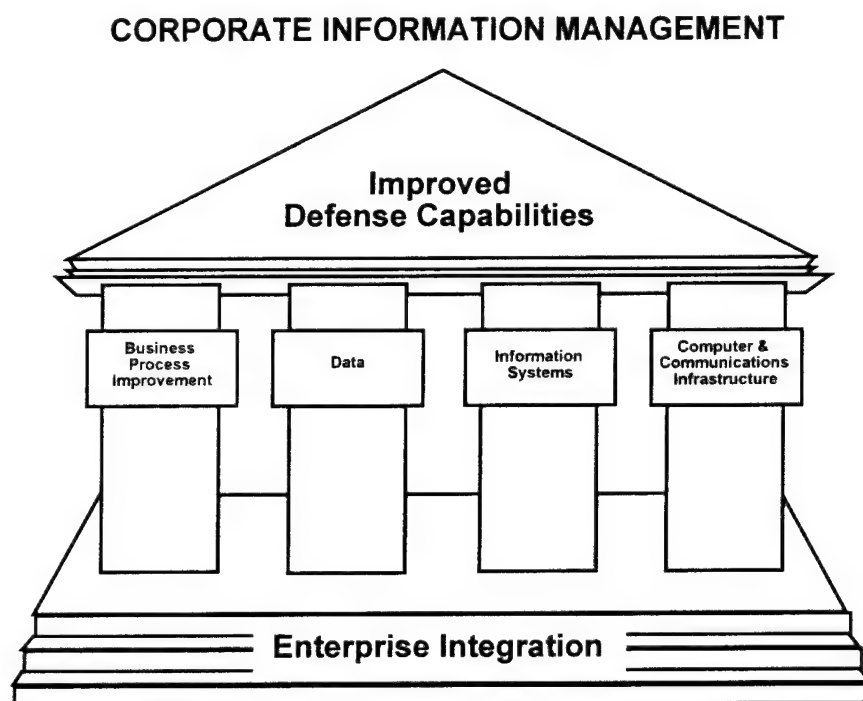 CORPORATE INFORMATION MANAGEMENT
Improved
Defense Capabilities
Business
Process
Improvement
Data
Information
Systems
Computer &
Communications
Infrastructure
Enterprise Integration